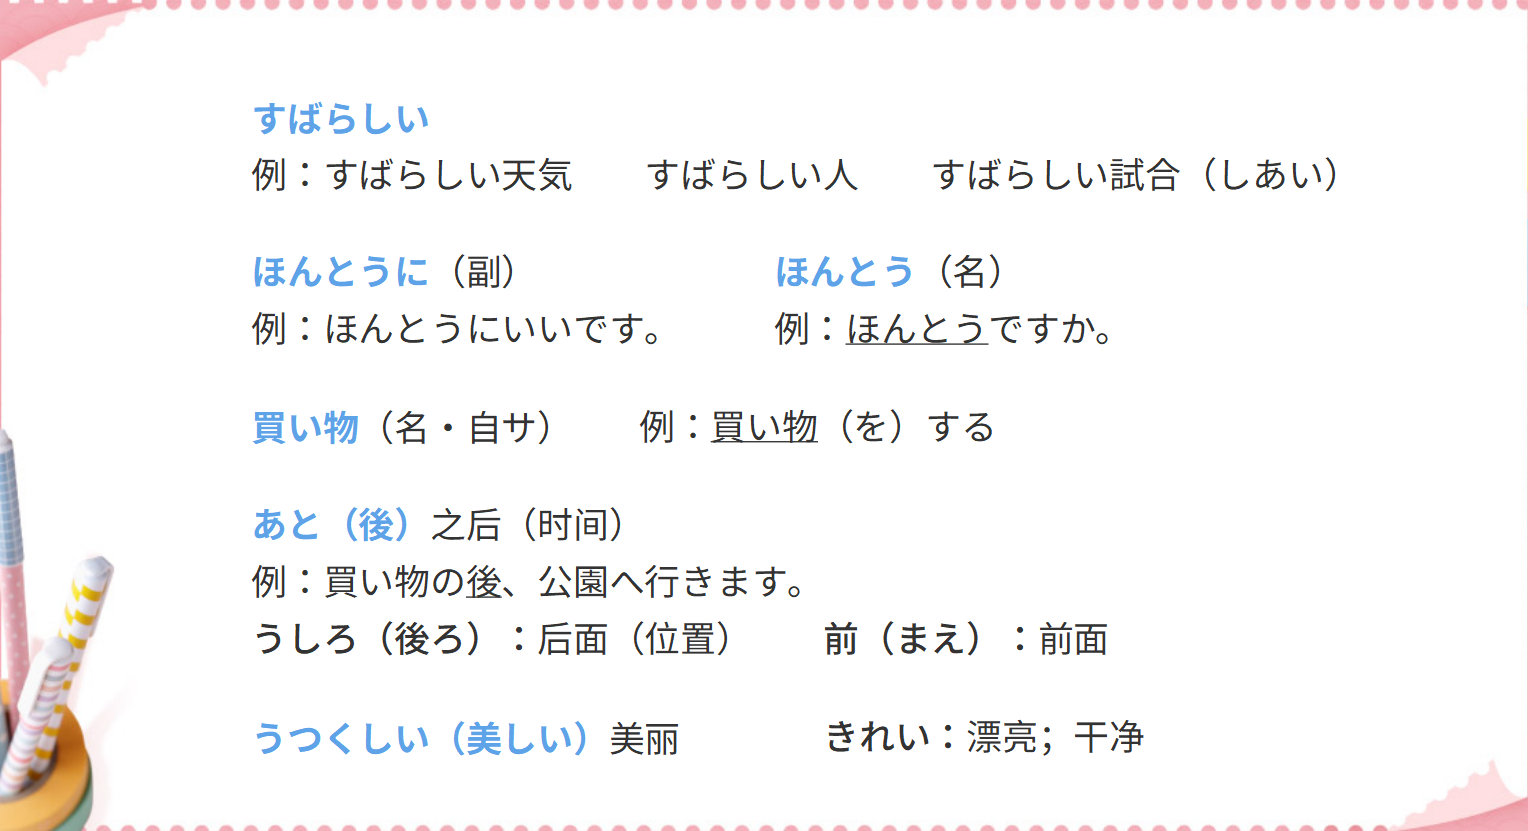 すばらしい
例：すばらしい天気　　すばらしい人　　すばらしい試合（しあい）
ほんとうに（副）　　ほんとう（名）
例：ほんとうにいいです。　　例：ほんとうですか。
買い物（名・自サ）　　例：買い物（を）する
あと（後）之后（时间）
例：買い物の後、公園へ行きます。
うしろ（後ろ）：后面（位置）　　前（まえ）：前面
うつくしい（美しい）美丽　　きれい：漂亮；干净